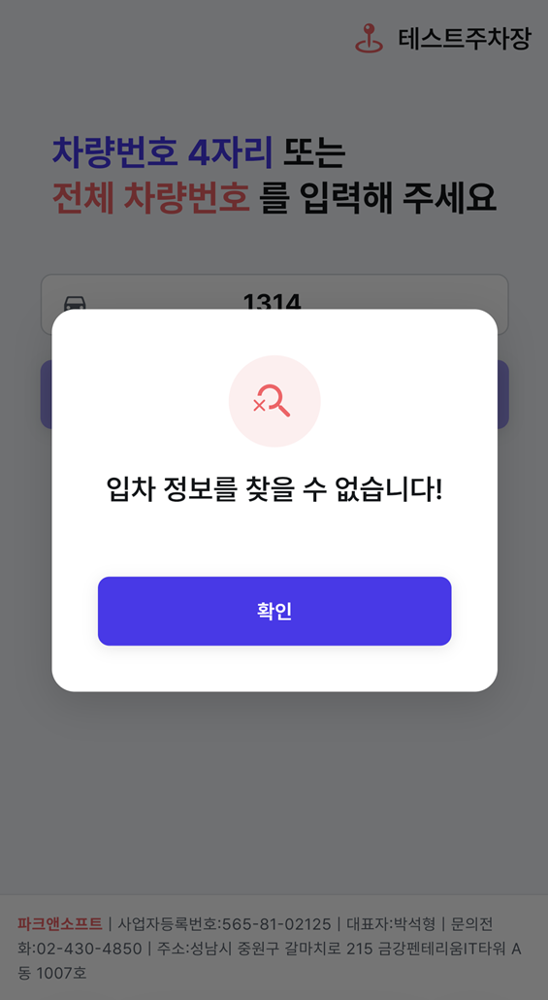 테스트주차장
차량번호 4자리 또는
전체 차량번호 를 입력해 주세요
1314
입차 정보를 찾을 수 없습니다!
확인
파크앤소프트 | 사업자등록번호:565-81-02125 | 대표자:박석형 | 문의전
화:02-430-4850 | 주소:성남시 중원구 갈마치로 215 금강펜테리움IT타워 A
동 1007호